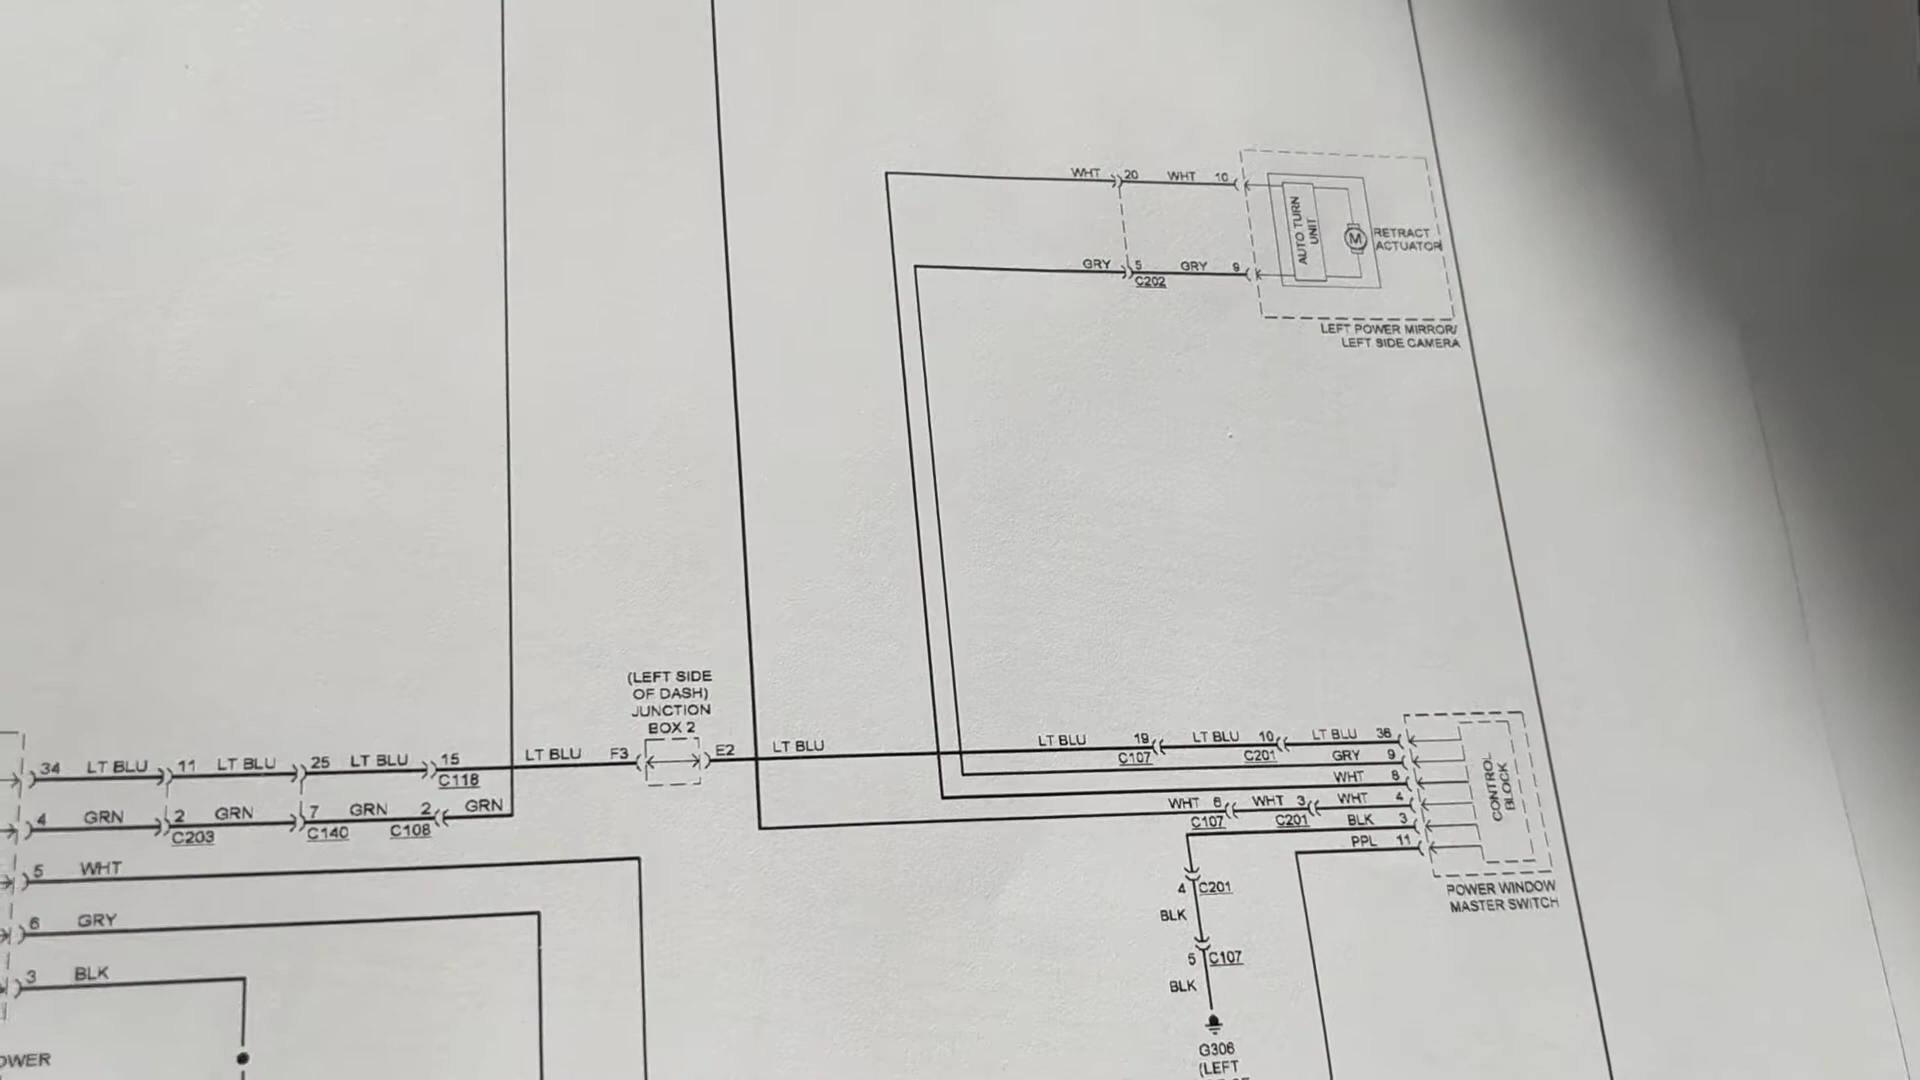 WHT 20 WHT 10
AUTO TURN
UNIT
M
RETRACT
ACTUATOR
GRY 5 GRY 9
C202
LEFT POWER MIRROR/
LEFT SIDE CAMERA
(LEFT SIDE
OF DASH)
JUNCTION
BOX 2
34 LT BLU 11 LT BLU 25 LT BLU 15 LT BLU F3 E2 LT BLU LT BLU 19 LT BLU 10 LT BLU 36
C118
C107
C201
GRY 9
WHT 8
4 GRN 2 GRN 7 GRN 2 GRN
C203
C140
C108
WHT 6 WHT 3 WHT 4
C107
C201
BLK 3
PPL 11
CONTROL
BLOCK
POWER WINDOW
MASTER SWITCH
5 WHT
6 GRY
3 BLK
4 C201
BLK
5 C107
BLK
G306
(LEFT
OWER